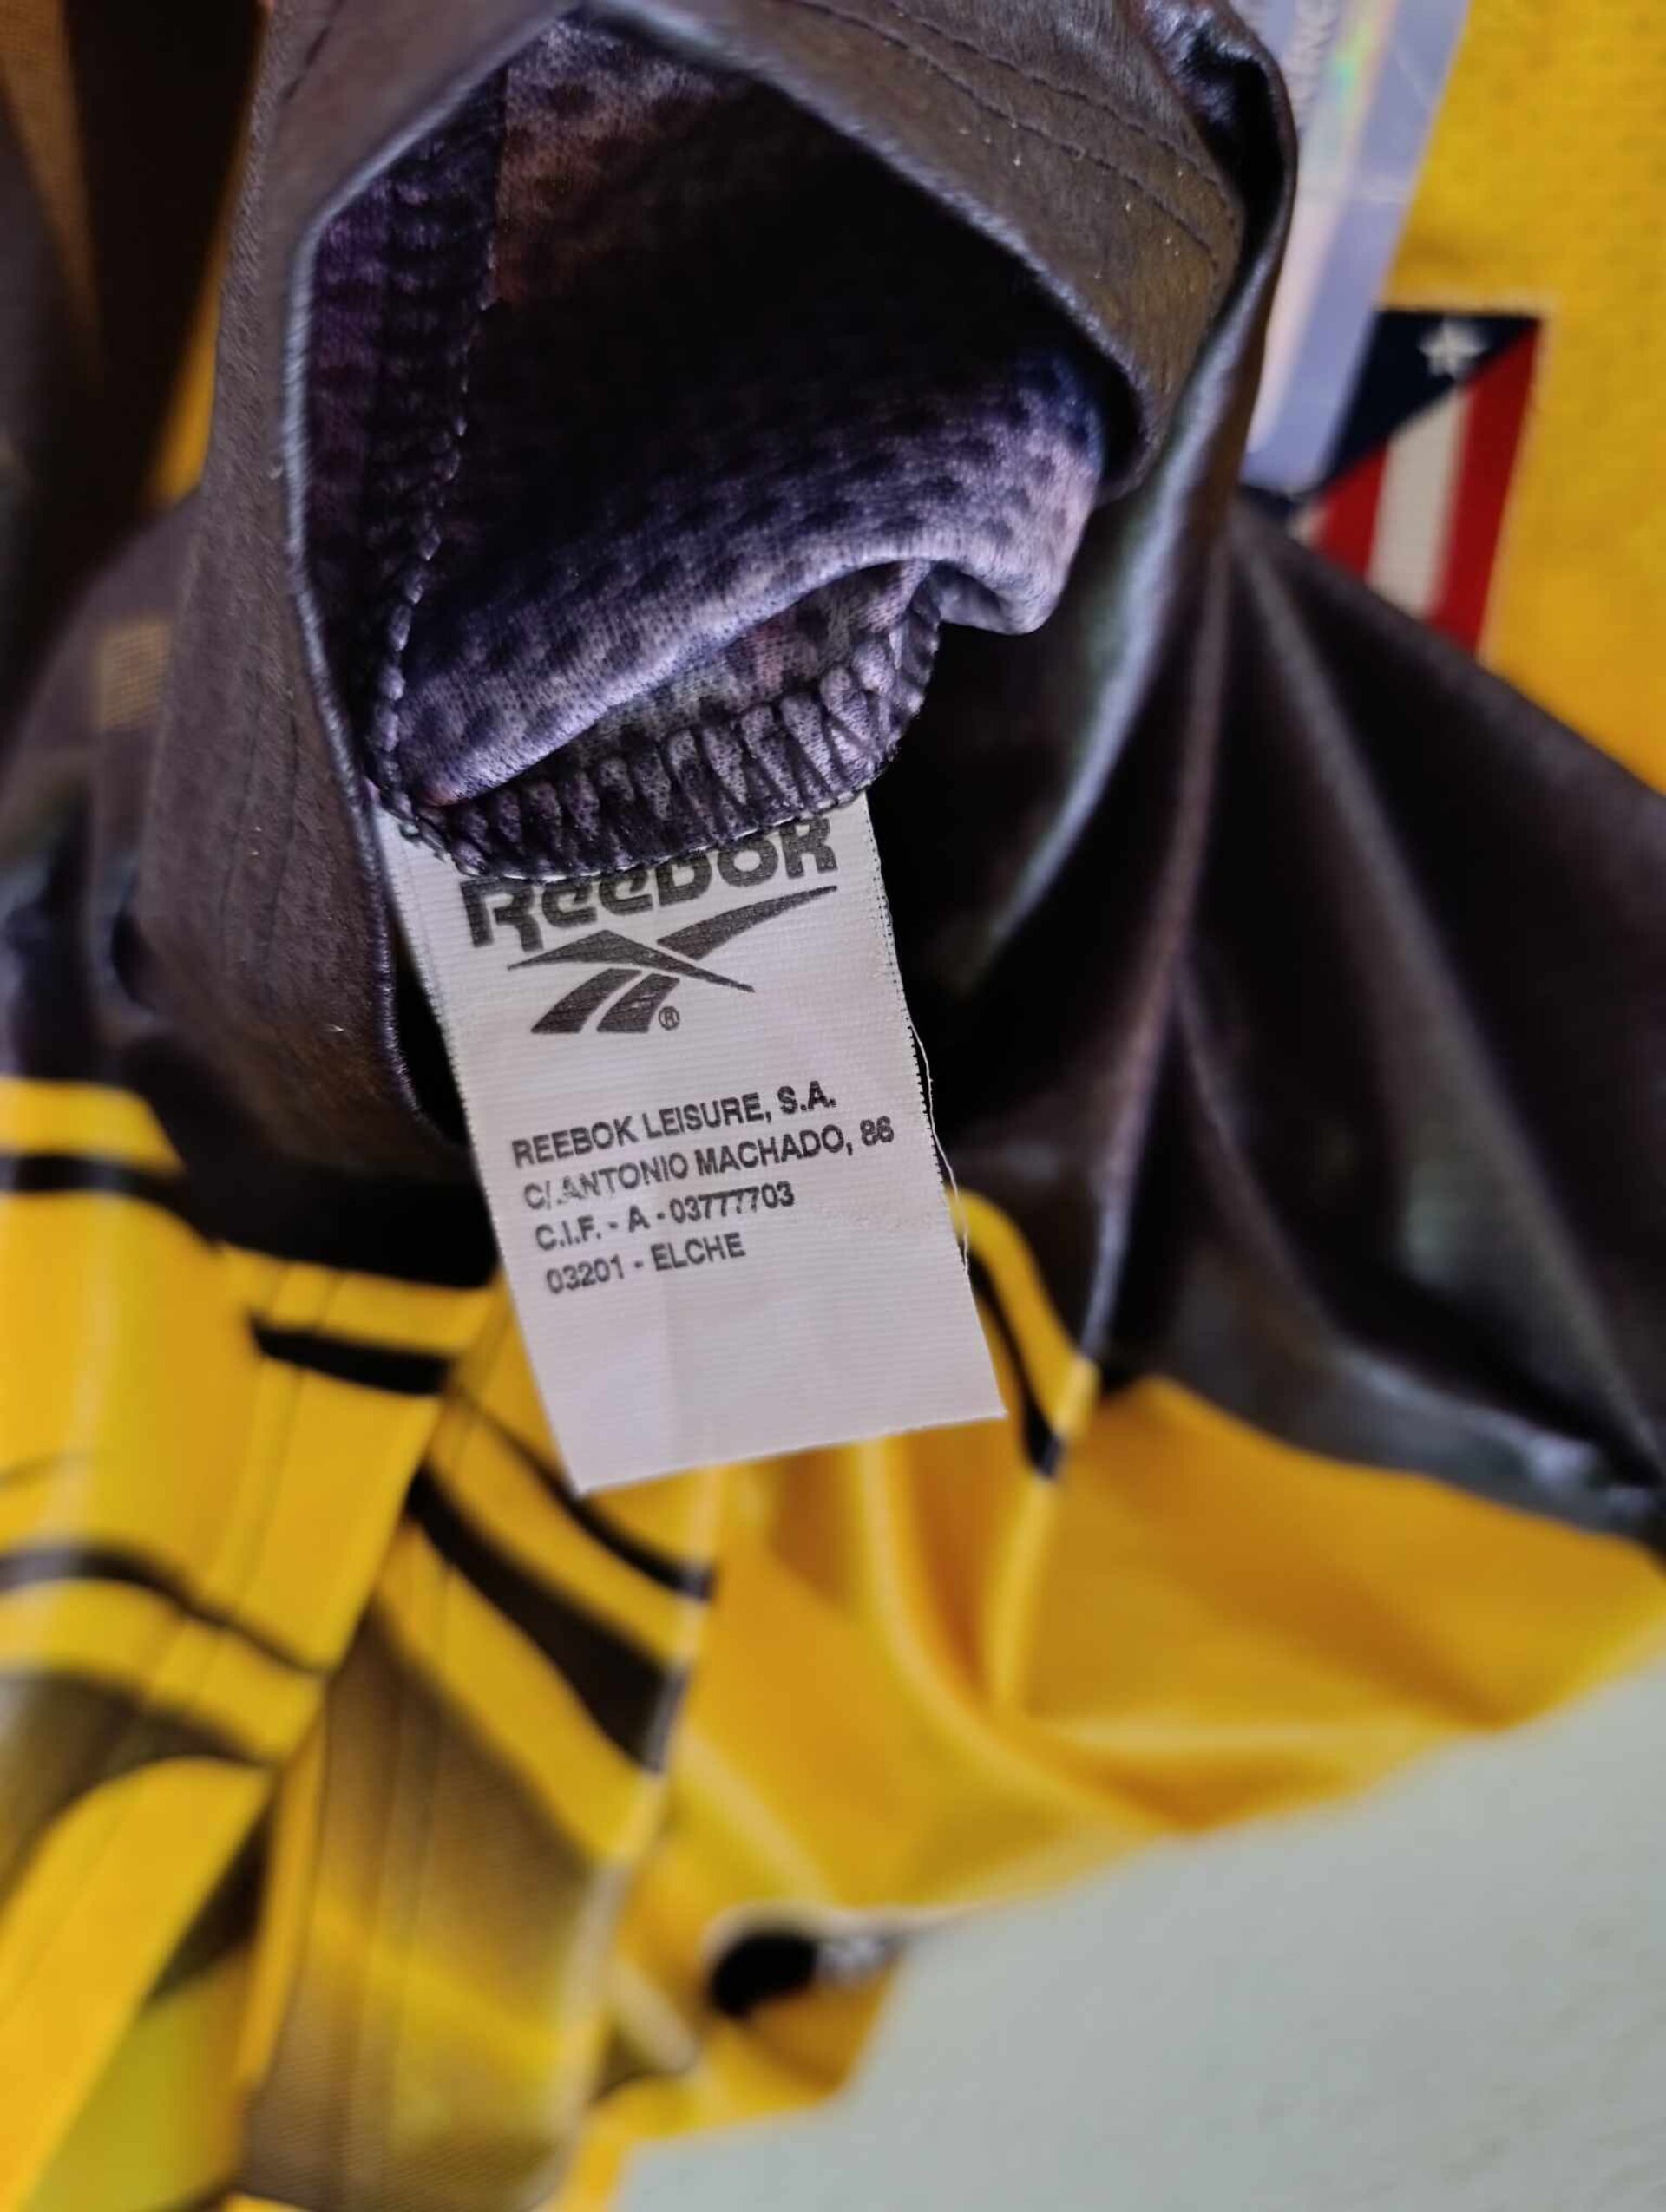 Reebok
®
REEBOK LEISURE, S.A.
C/.ANTONIO MACHADO, 86
C.I.F. - A - 03777703
03201 - ELCHE